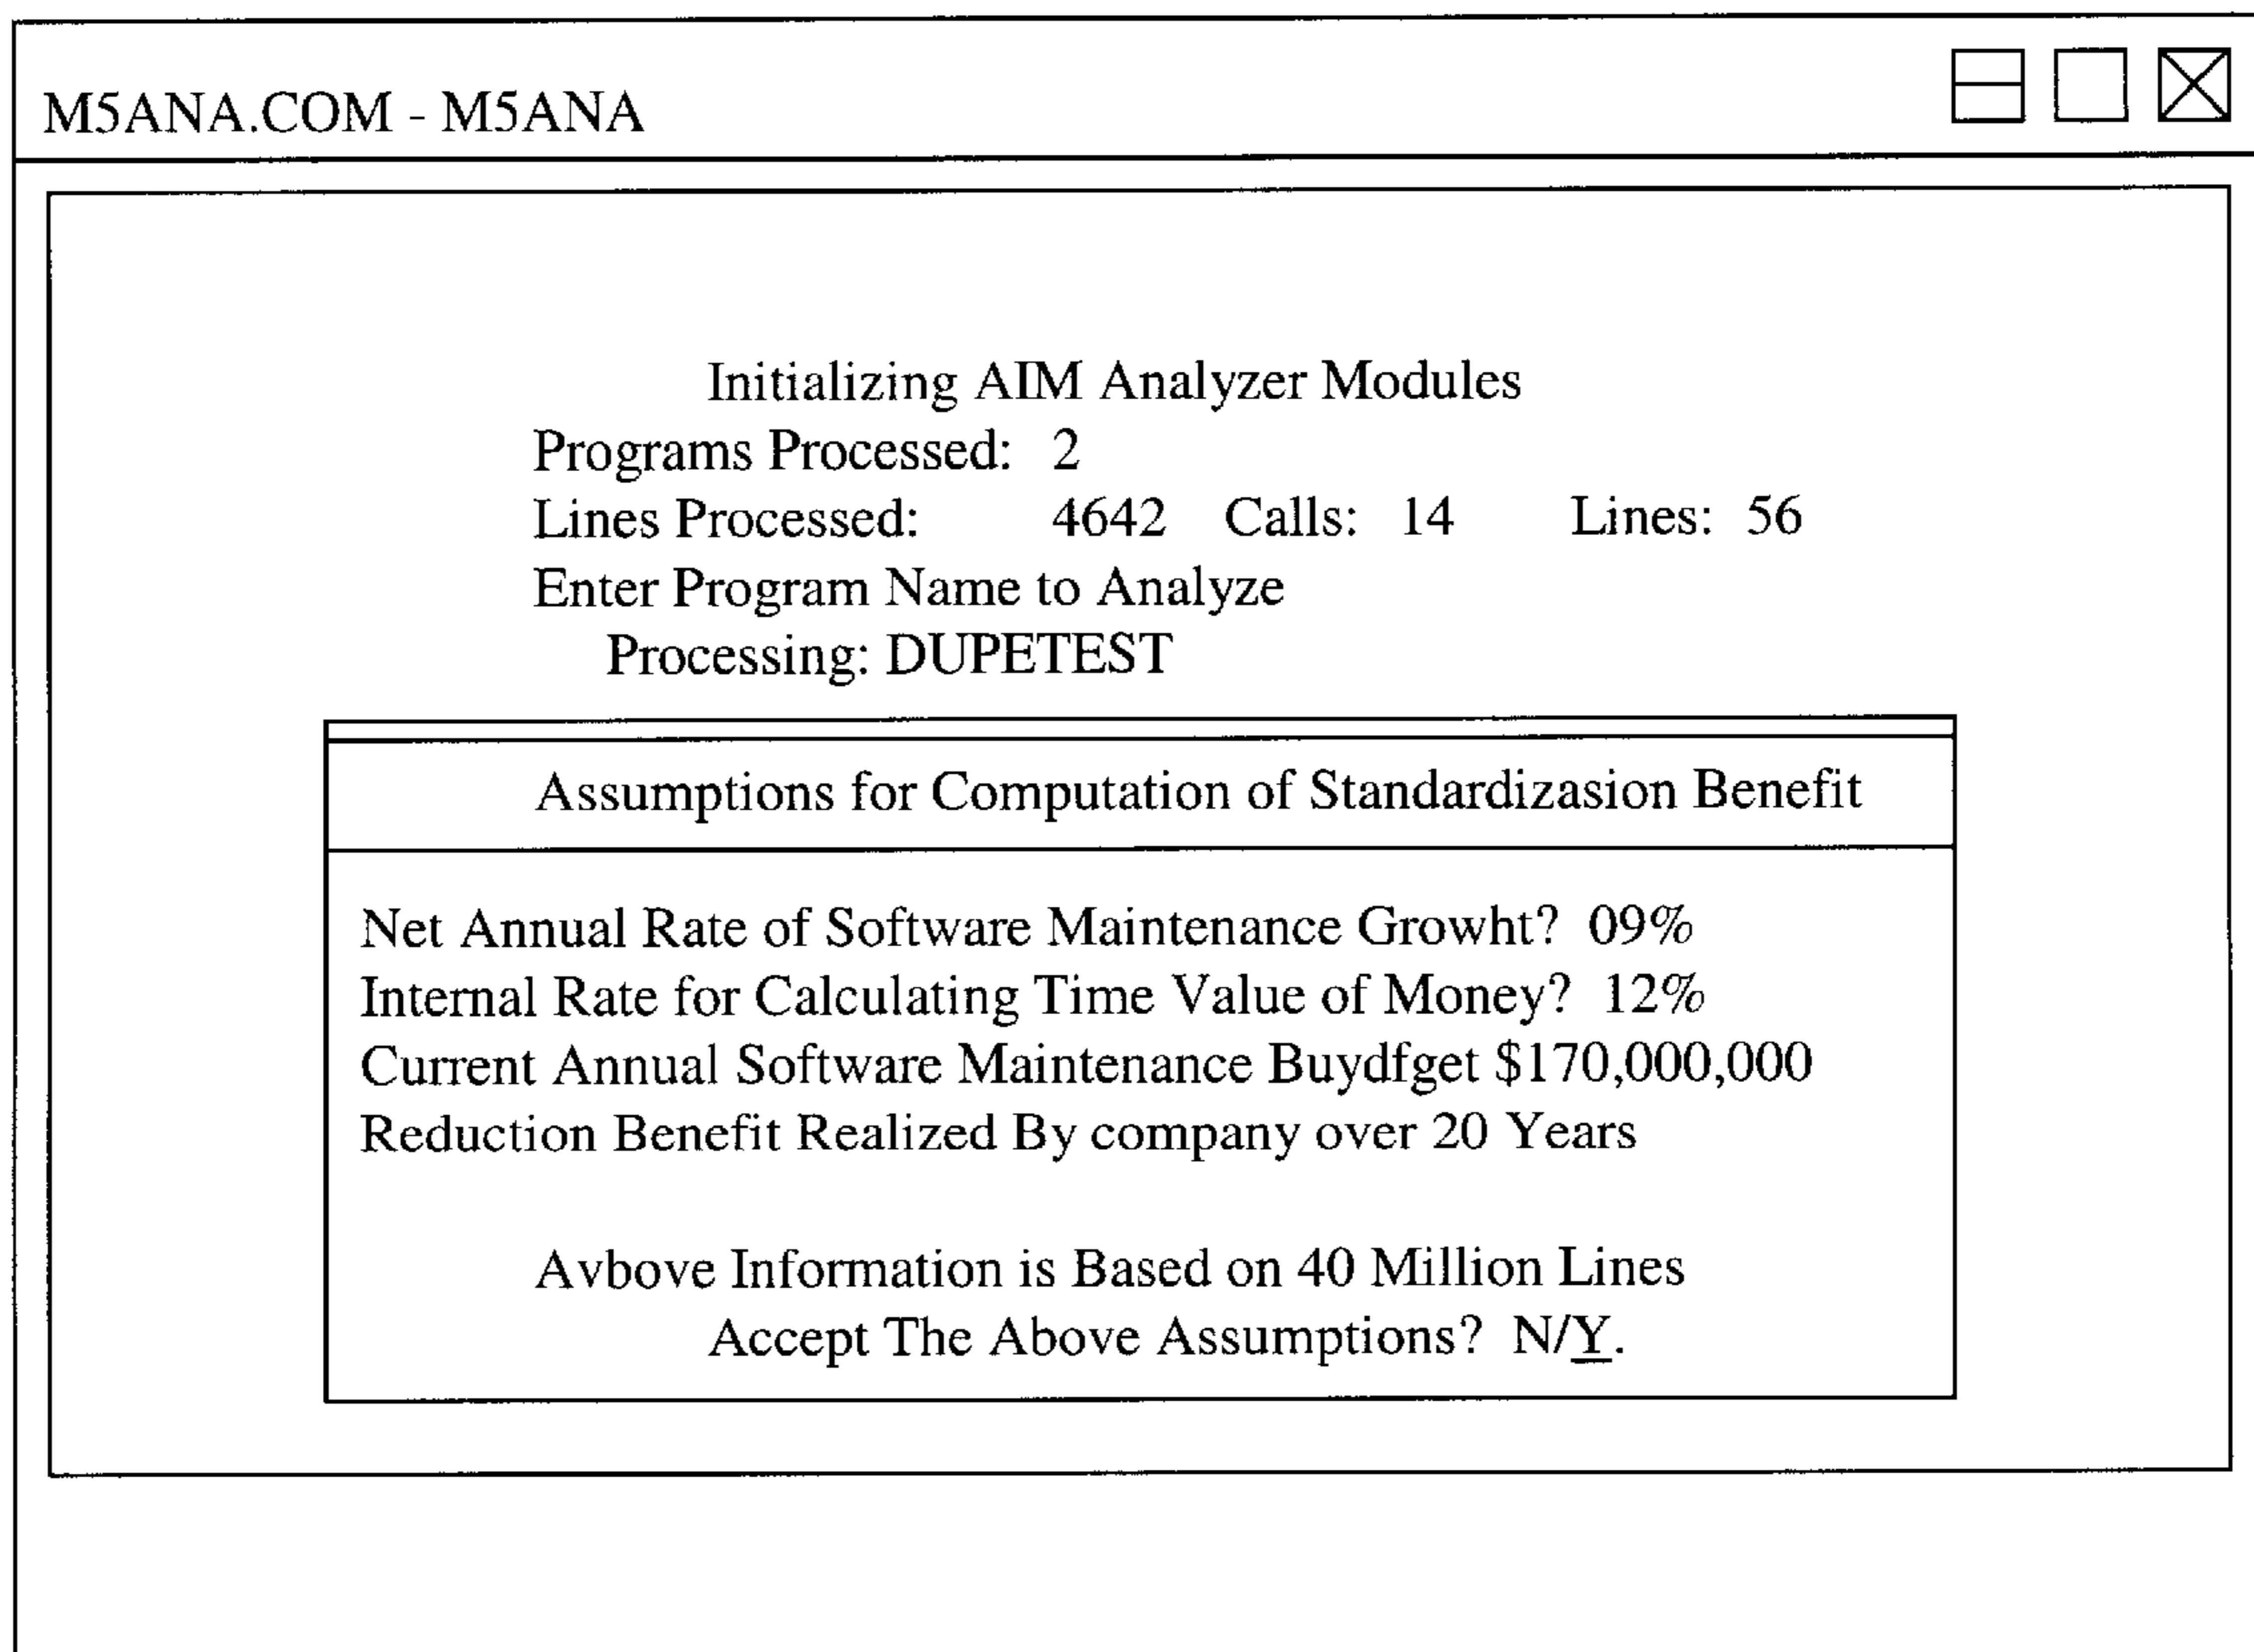 M5ANA.COM - M5ANA
Initializing AIM Analyzer Modules
Programs Processed: 2
Lines Processed: 4642 Calls: 14 Lines: 56
Enter Program Name to Analyze
Processing: DUPETEST
Assumptions for Computation of Standardizasion Benefit
Net Annual Rate of Software Maintenance Growht? 09%
Internal Rate for Calculating Time Value of Money? 12%
Current Annual Software Maintenance Buydfget $170,000,000
Reduction Benefit Realized By company over 20 Years
Avbove Information is Based on 40 Million Lines
Accept The Above Assumptions? N/Y.